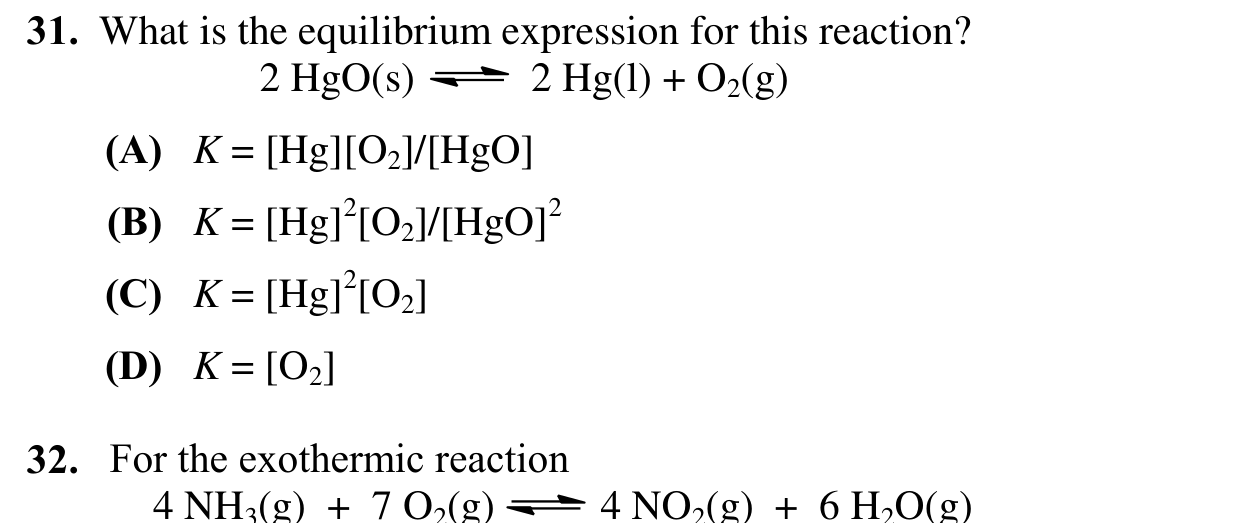 31. What is the equilibrium expression for this reaction?
2 HgO(s) ⇌ 2 Hg(l) + O₂(g)
(A) K = [Hg][O₂]/[HgO]
(B) K = [Hg]²[O₂]/[HgO]²
(C) K = [Hg]²[O₂]
(D) K = [O₂]
32. For the exothermic reaction
4 NH₃(g) + 7 O₂(g) ⇌ 4 NO₂(g) + 6 H₂O(g)